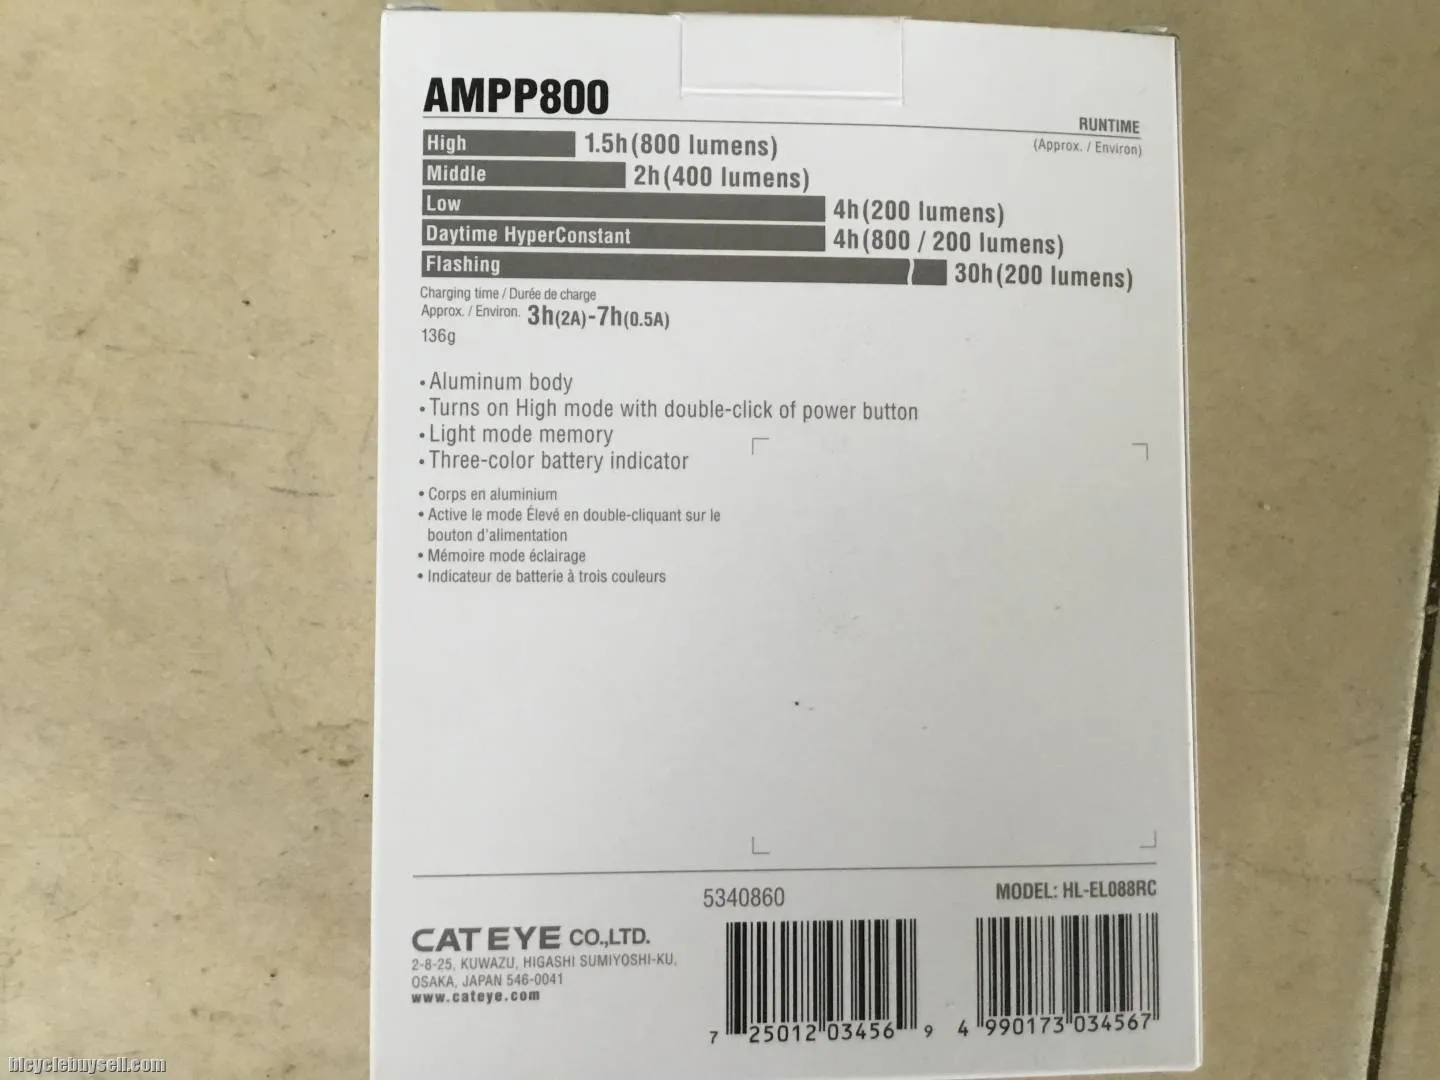 AMPP800
RUNTIME
(Approx. / Environ)
High 1.5h(800 lumens)
Middle 2h(400 lumens)
Low 4h(200 lumens)
Daytime HyperConstant 4h(800 / 200 lumens)
Flashing 30h(200 lumens)
Charging time / Durée de charge
Approx. / Environ. 3h(2A)-7h(0.5A)
136g
• Aluminum body
• Turns on High mode with double-click of power button
• Light mode memory
• Three-color battery indicator
• Corps en aluminium
• Active le mode Élevé en double-cliquant sur le
bouton d'alimentation
• Mémoire mode éclairage
• Indicateur de batterie à trois couleurs
5340860
MODEL: HL-EL088RC
CATEYE CO.,LTD.
2-8-25, KUWAZU, HIGASHI SUMIYOSHI-KU,
OSAKA, JAPAN 546-0041
www.cateye.com
7 25012 03456 9
4 990173 034567
bicyclebuysell.com